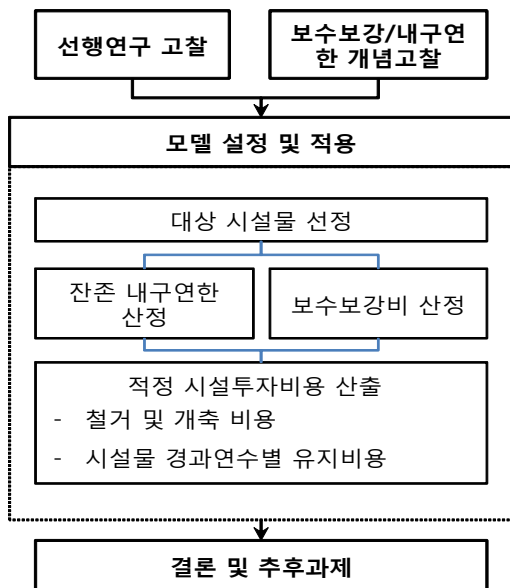 선행연구 고찰
보수보강/내구연
한 개념고찰
모델 설정 및 적용
대상 시설물 선정
잔존 내구연한
산정
보수보강비 산정
적정 시설투자비용 산출
- 철거 및 개축 비용
- 시설물 경과연수별 유지비용
결론 및 추후과제